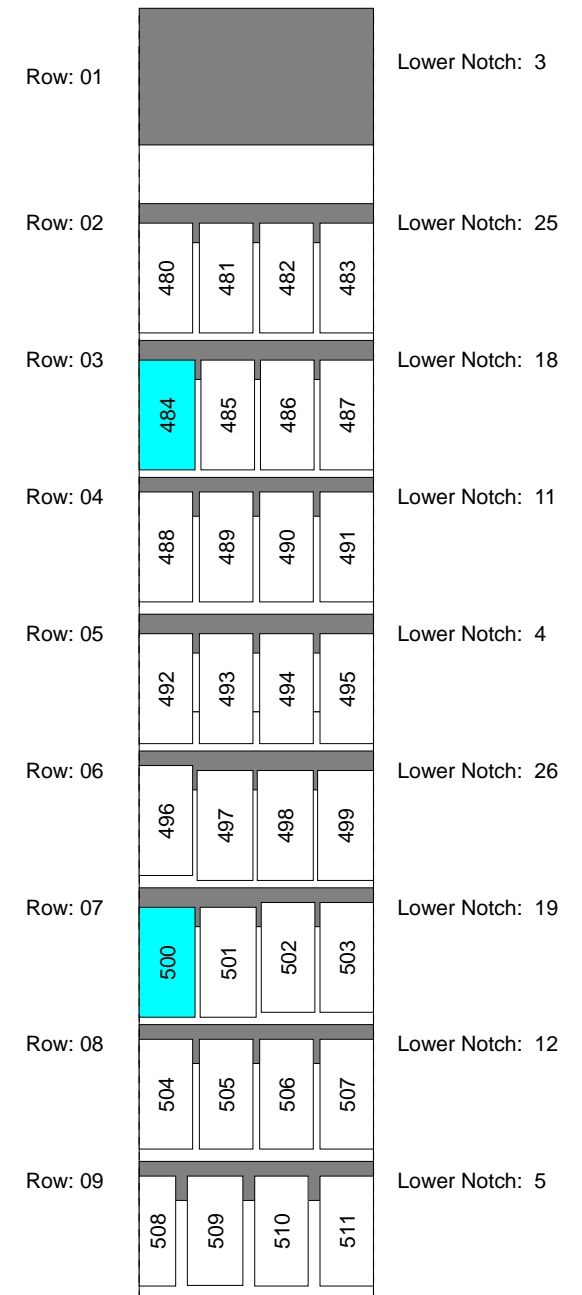 Row: 01 Lower Notch: 3
Row: 02 Lower Notch: 25
480 481 482 483
Row: 03 Lower Notch: 18
484 485 486 487
Row: 04 Lower Notch: 11
488 489 490 491
Row: 05 Lower Notch: 4
492 493 494 495
Row: 06 Lower Notch: 26
496 497 498 499
Row: 07 Lower Notch: 19
500 501 502 503
Row: 08 Lower Notch: 12
504 505 506 507
Row: 09 Lower Notch: 5
508 509 510 511